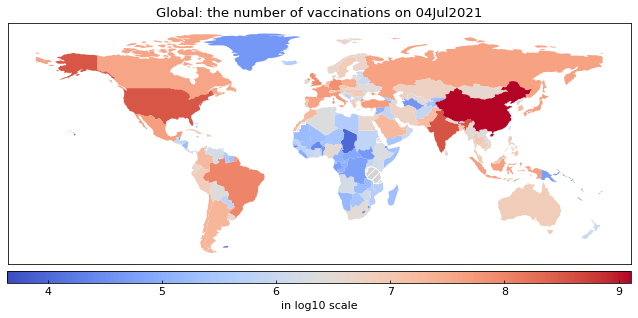 Global: the number of vaccinations on 04Jul2021
4 5 6 7 8 9
in log10 scale